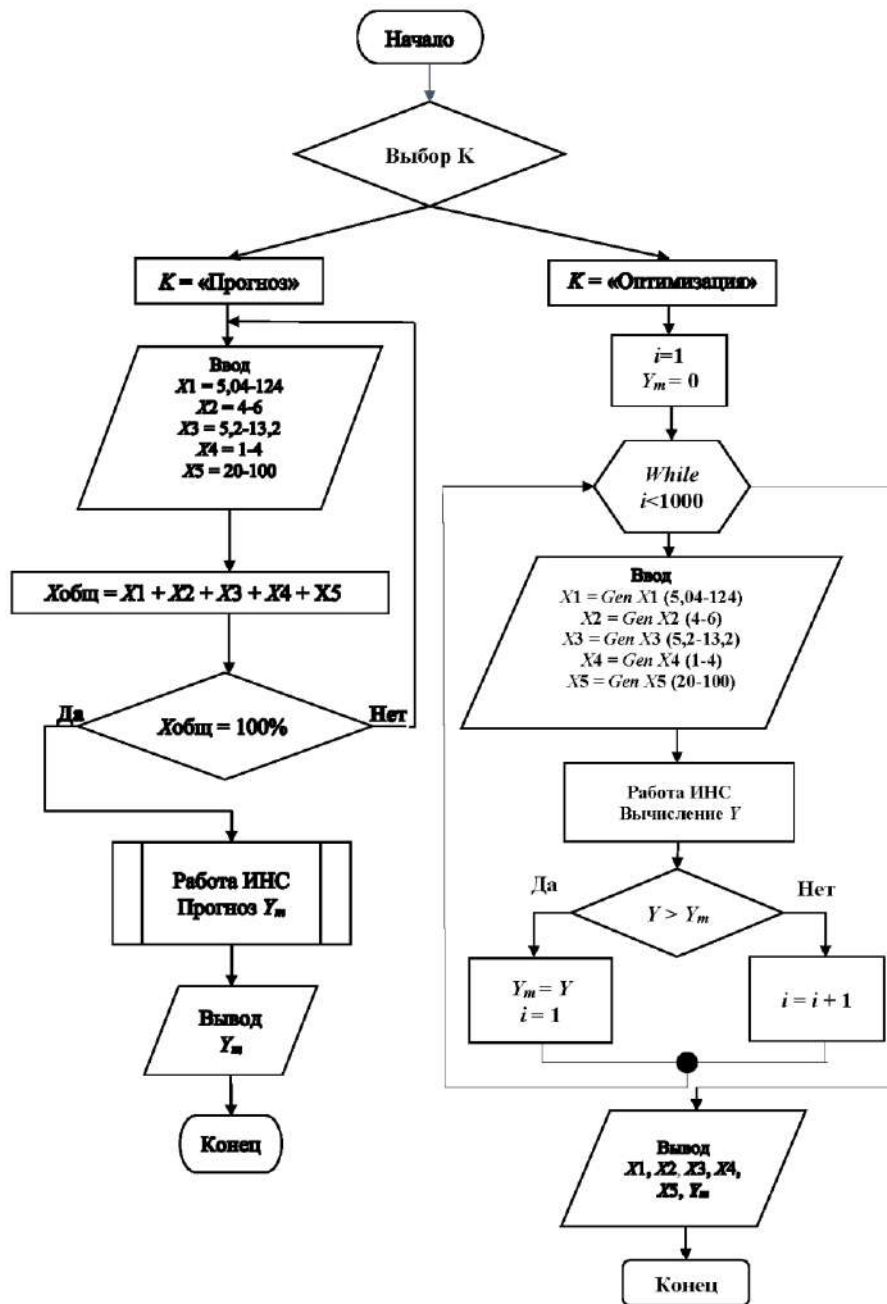 Начало
Выбор К
K = «Прогноз»
Ввод
X1 = 5,04-124
X2 = 4-6
X3 = 5,2-13,2
X4 = 1-4
X5 = 20-100
Xобщ = X1 + X2 + X3 + X4 + X5
Да
Xобщ = 100%
Нет
Работа ИНС
Прогноз Ym
Вывод
Ym
Конец
K = «Оптимизация»
i=1
Ym = 0
While
i<1000
Ввод
X1 = Gen X1 (5,04-124)
X2 = Gen X2 (4-6)
X3 = Gen X3 (5,2-13,2)
X4 = Gen X4 (1-4)
X5 = Gen X5 (20-100)
Работа ИНС
Вычисление Y
Да
Y > Ym
Нет
Ym = Y
i = 1
i = i + 1
Вывод
X1, X2, X3, X4,
X5, Ym
Конец